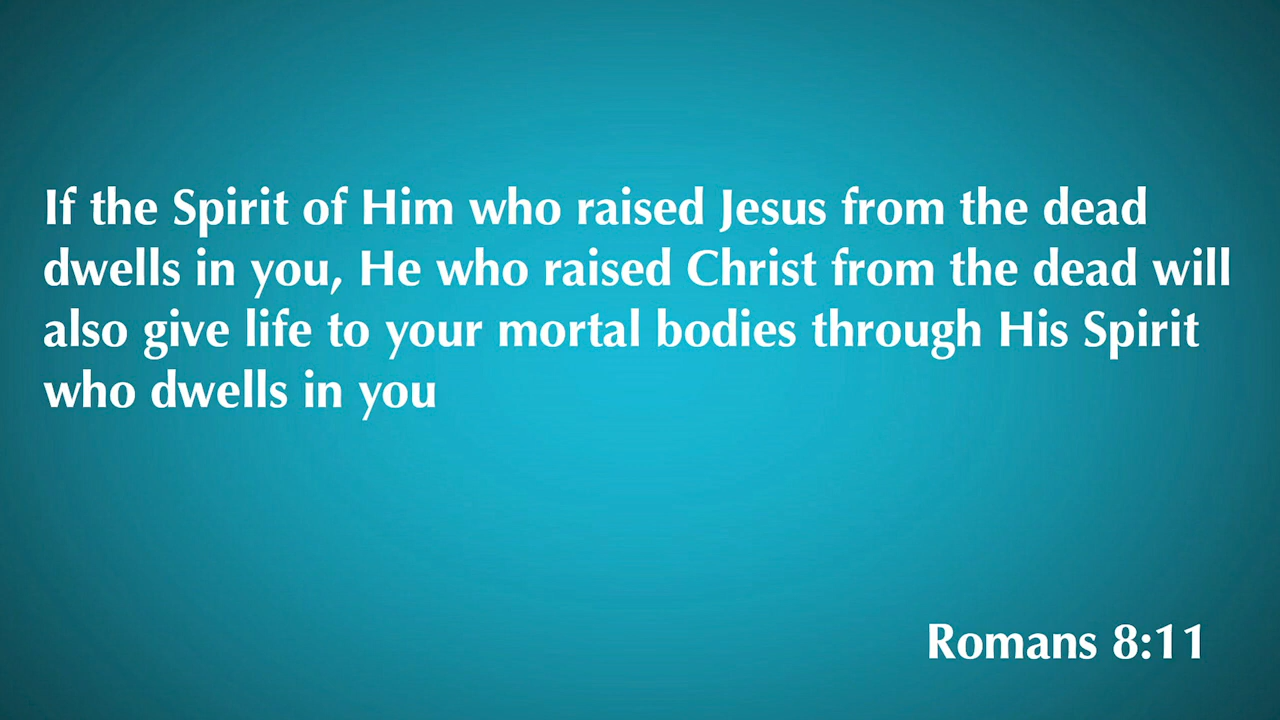 If the Spirit of Him who raised Jesus from the dead
dwells in you, He who raised Christ from the dead will
also give life to your mortal bodies through His Spirit
who dwells in you
Romans 8:11